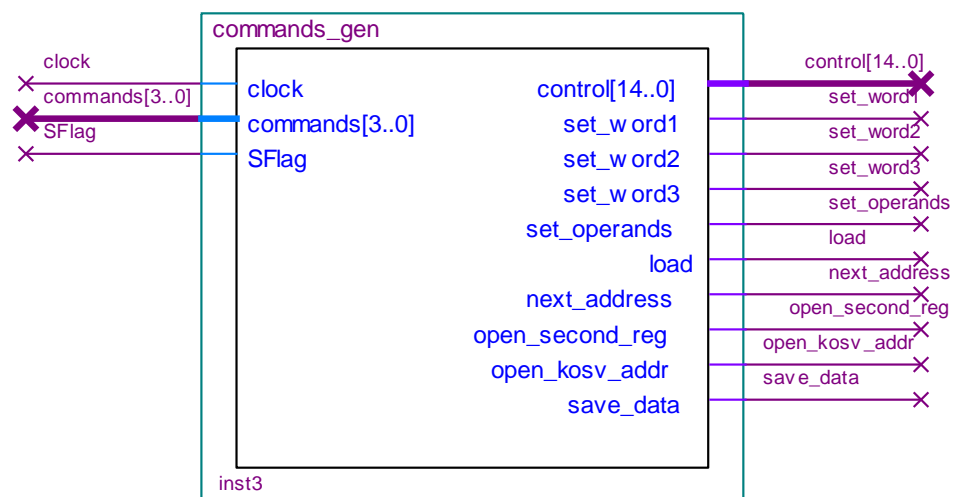 commands_gen
clock
commands[3..0]
SFlag
clock
commands[3..0]
SFlag
control[14..0]
set_word1
set_word2
set_word3
set_operands
load
next_address
open_second_reg
open_kosv_addr
save_data
control[14..0]
set_word1
set_word2
set_word3
set_operands
load
next_address
open_second_reg
open_kosv_addr
save_data
inst3